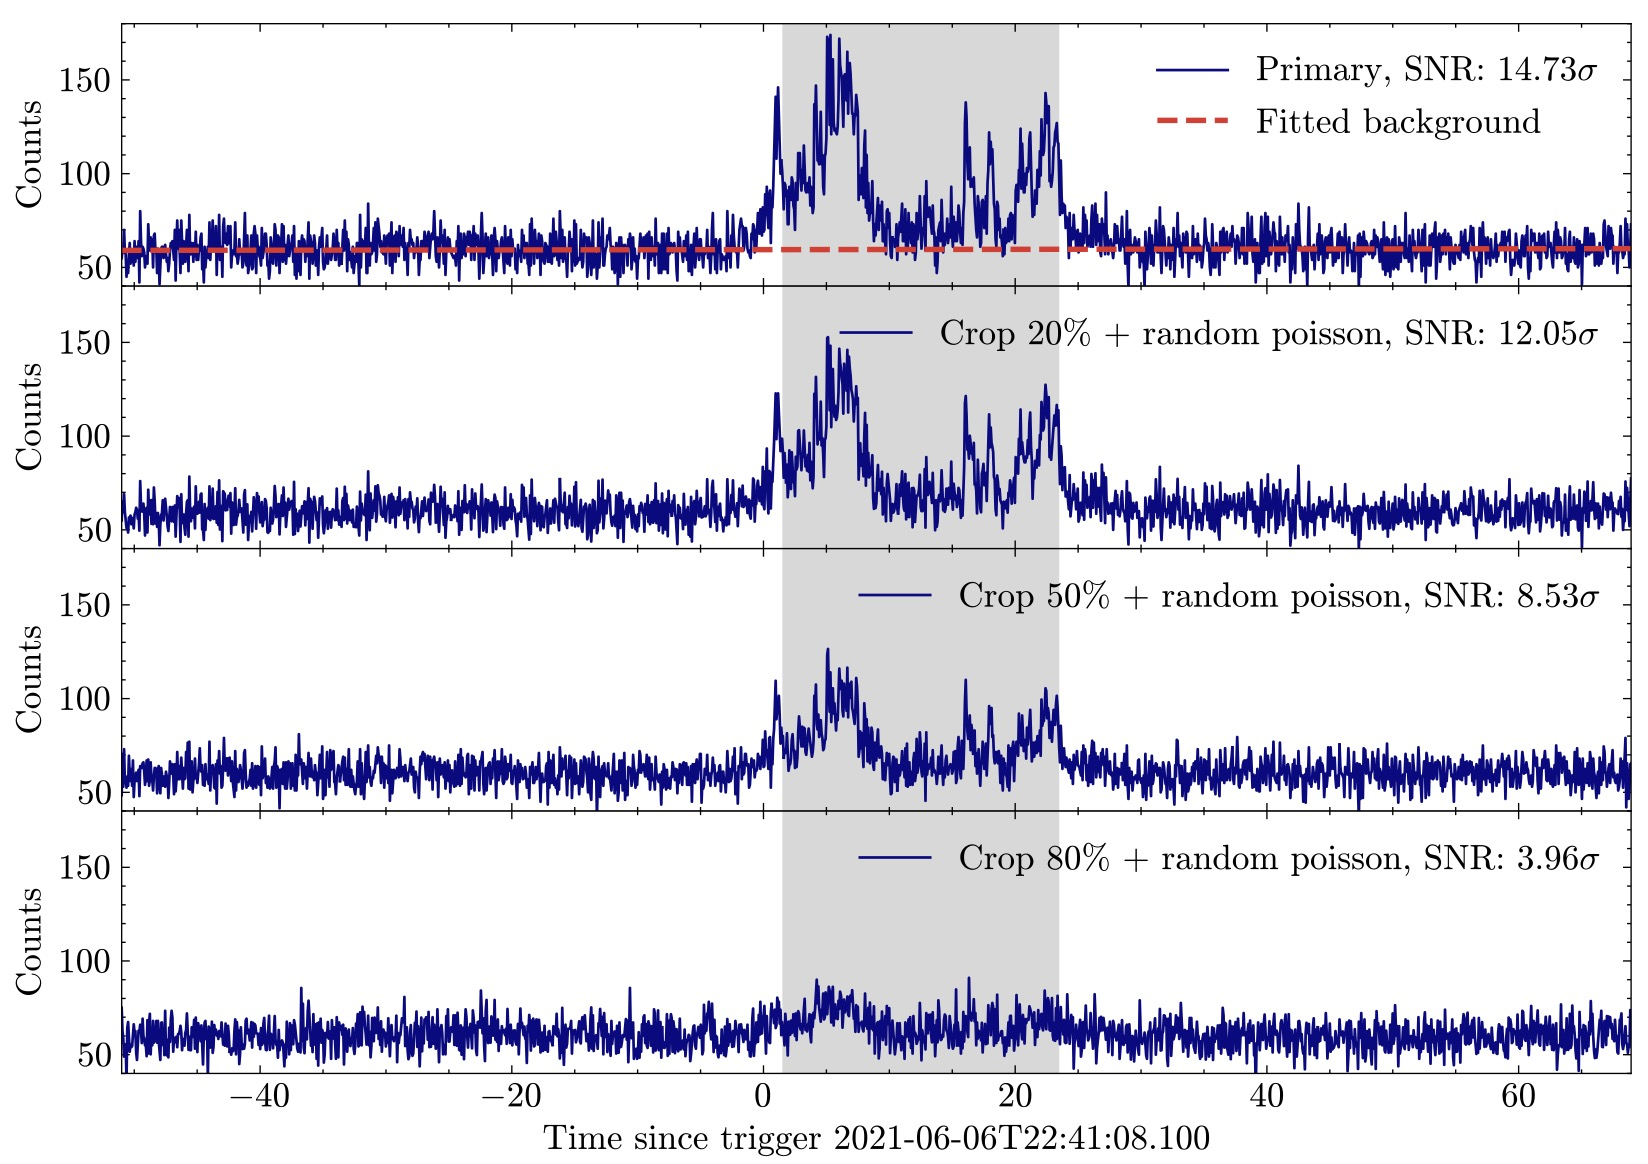 Counts
150
100
50
Primary, SNR: 14.73σ
Fitted background
Counts
150
100
50
Crop 20% + random poisson, SNR: 12.05σ
Counts
150
100
50
Crop 50% + random poisson, SNR: 8.53σ
Counts
150
100
50
Crop 80% + random poisson, SNR: 3.96σ
−40 −20 0 20 40 60
Time since trigger 2021-06-06T22:41:08.100